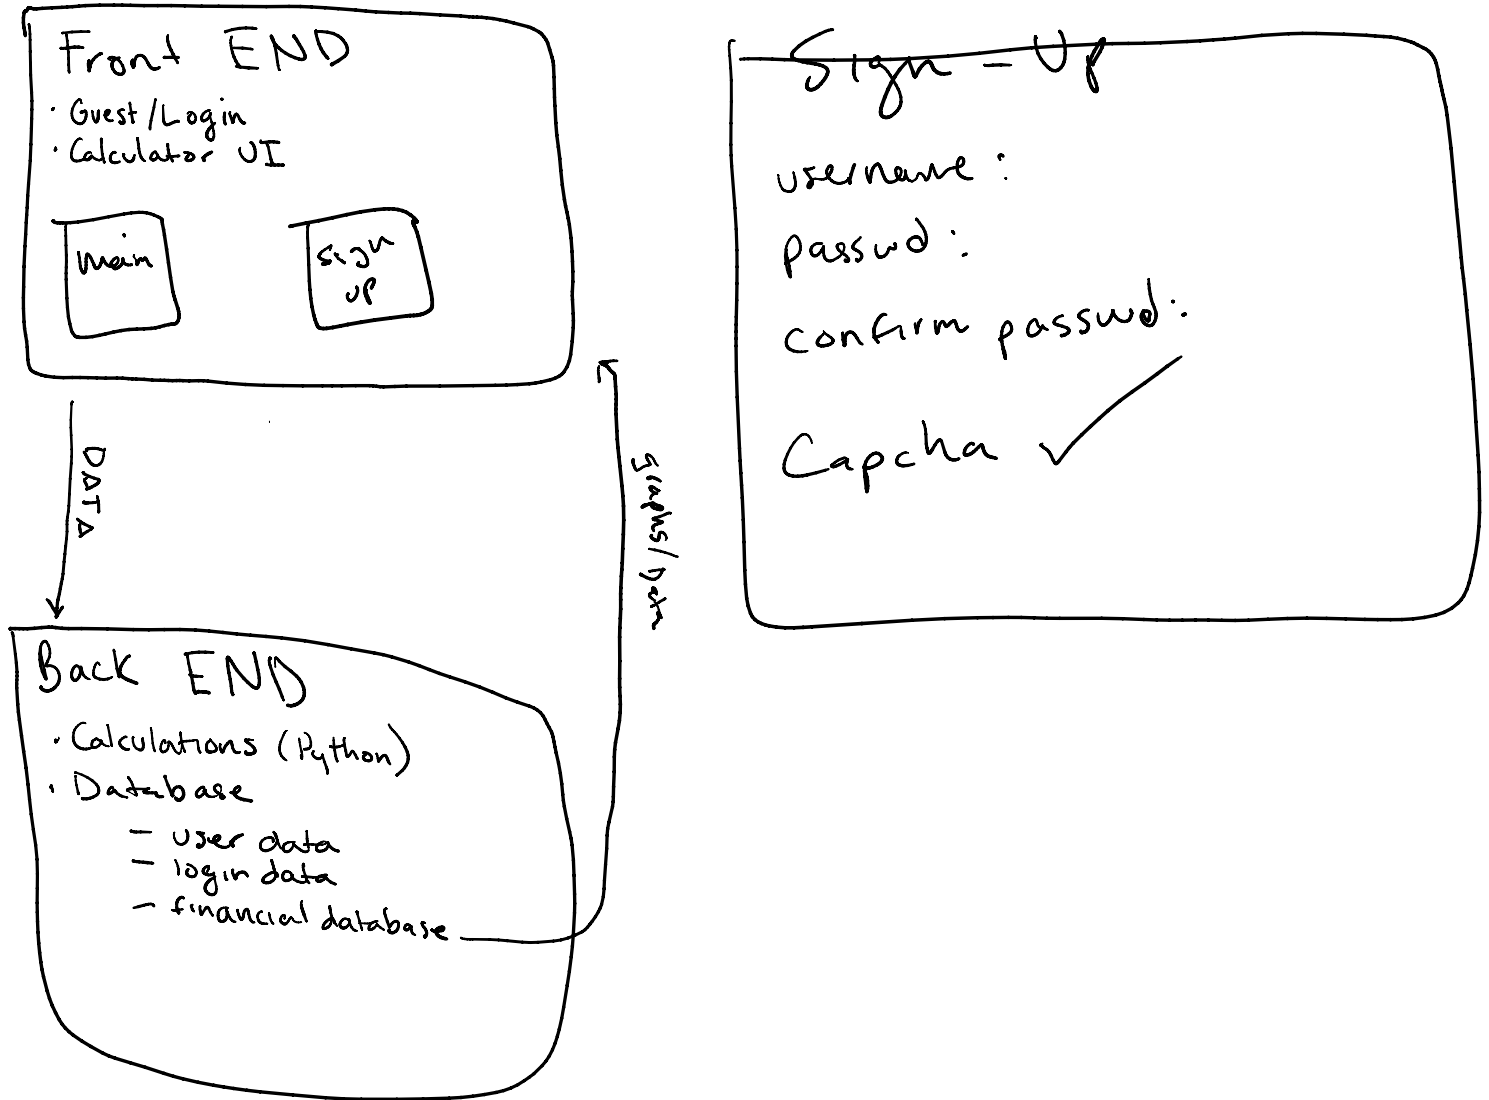 Front END
· Guest/Login
· Calculator UI
main
sign
up
DATA
graphs/Data
Back END
· Calculations (Python)
· Database
- user data
- login data
- financial database
Sign-Up
username:
passwd:
confirm passwd:
Capcha ✓